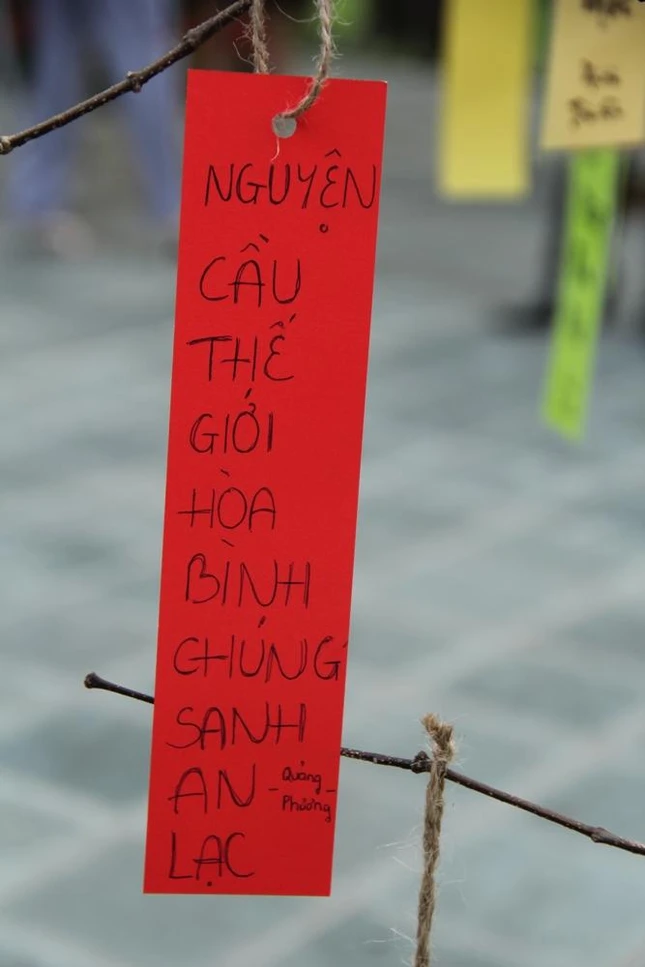 NGUYỆN
CẦU
THẾ
GIỚI
HÒA
BÌNH
CHÚNG
SANH
AN - Quảng -
Phương
LẠC